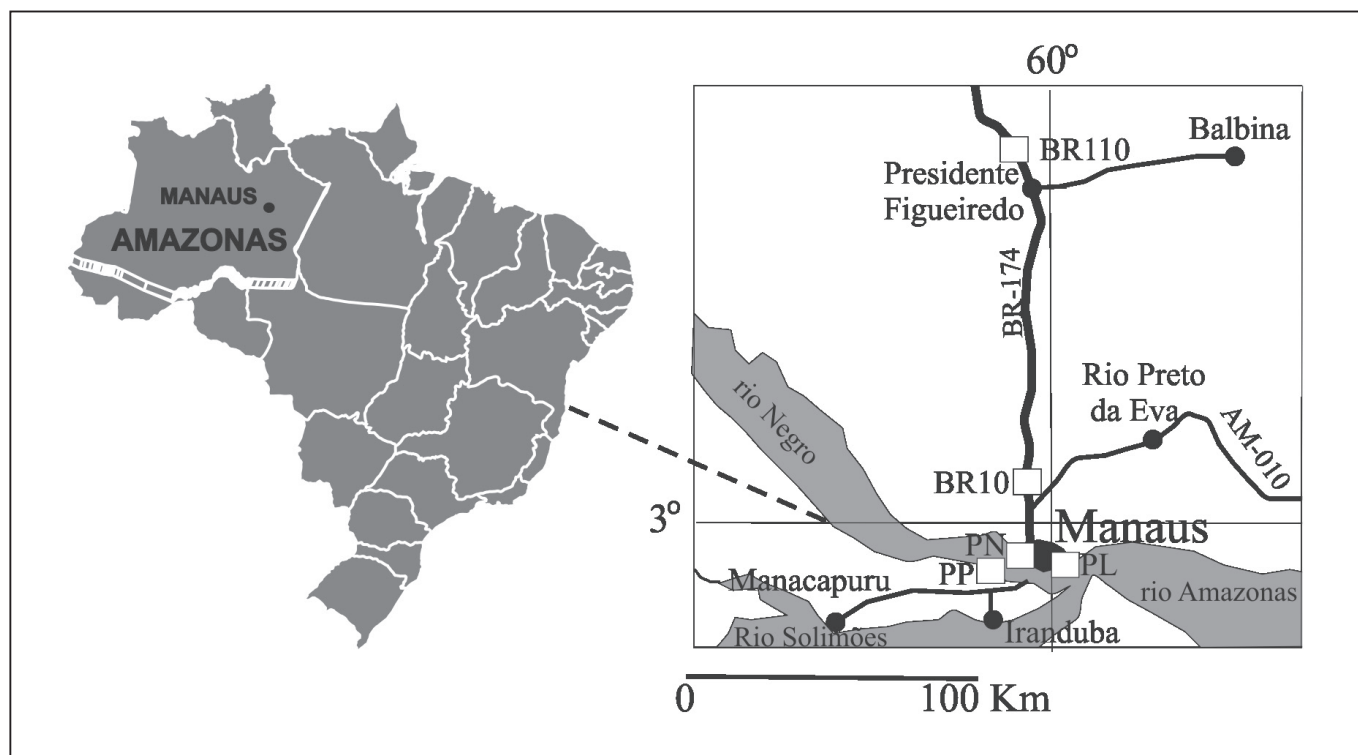 MANAUS
AMAZONAS
60º
BR110
Balbina
Presidente
Figueiredo
BR-174
rio Negro
Rio Preto
da Eva
AM-010
BR10
3º
Manaus
PN
PP
PL
Manacapuru
rio Amazonas
Rio Solimões
Iranduba
0
100 Km